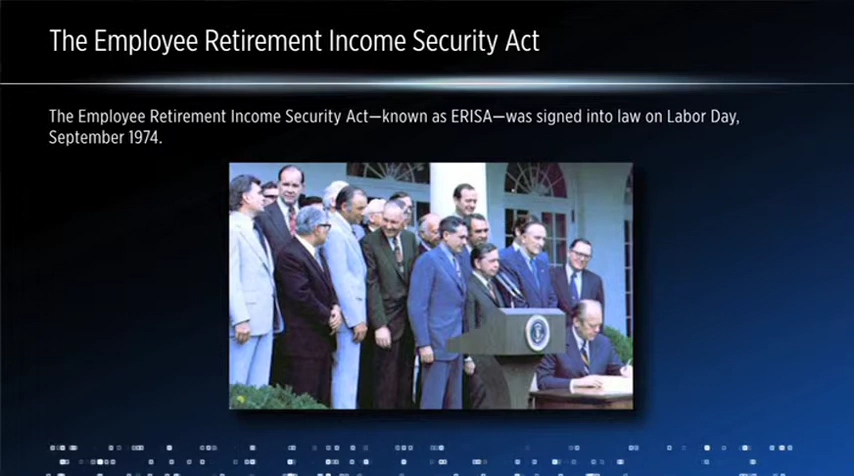 The Employee Retirement Income Security Act
The Employee Retirement Income Security Act—known as ERISA—was signed into law on Labor Day,
September 1974.